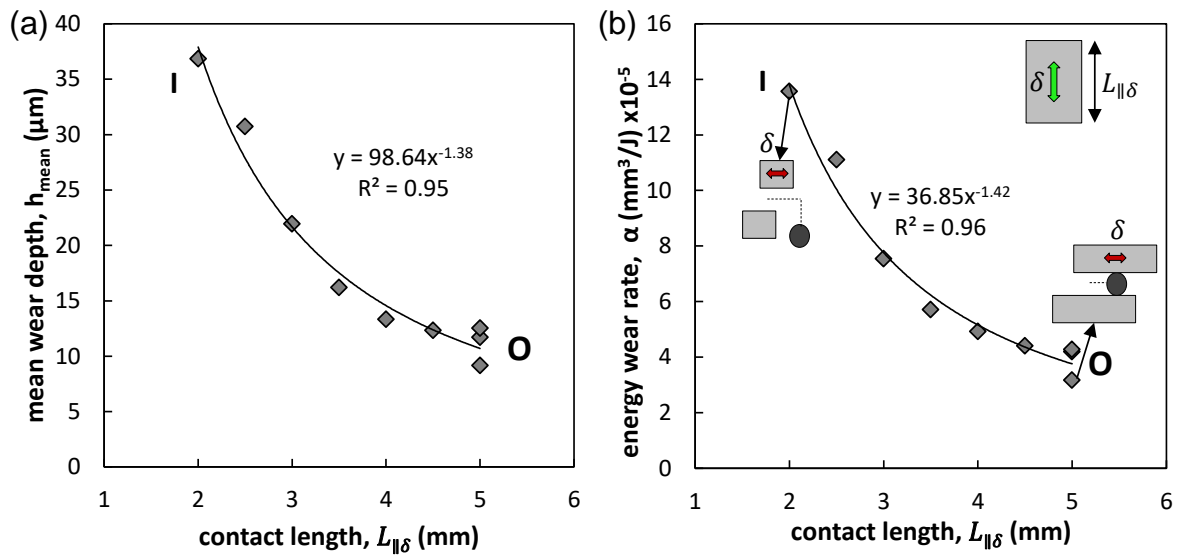 (a)
mean wear depth, h_mean (μm)
40
35
30
25
20
15
10
5
0
I
y = 98.64x^-1.38
R² = 0.95
O
1 2 3 4 5 6
contact length, L∥δ (mm)
(b)
energy wear rate, α (mm³/J) x10⁻⁵
16
14
12
10
8
6
4
2
0
I
δ
δ
L∥δ
y = 36.85x^-1.42
R² = 0.96
δ
O
1 2 3 4 5 6
contact length, L∥δ (mm)